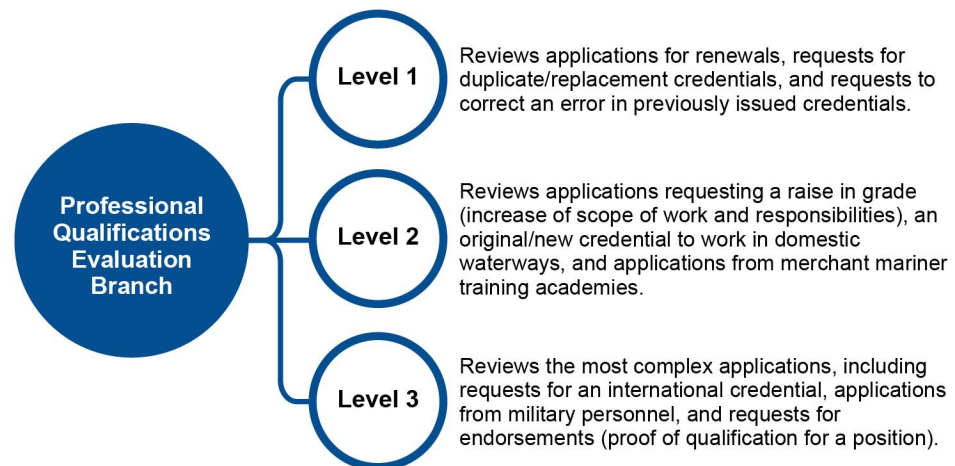 Professional
Qualifications
Evaluation
Branch
Level 1
Reviews applications for renewals, requests for
duplicate/replacement credentials, and requests to
correct an error in previously issued credentials.
Level 2
Reviews applications requesting a raise in grade
(increase of scope of work and responsibilities), an
original/new credential to work in domestic
waterways, and applications from merchant mariner
training academies.
Level 3
Reviews the most complex applications, including
requests for an international credential, applications
from military personnel, and requests for
endorsements (proof of qualification for a position).